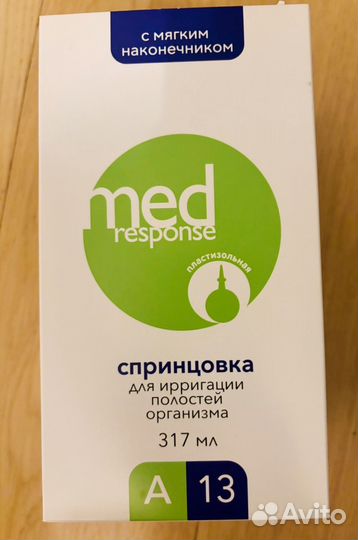 с мягким
наконечником
med
response
пластизольная
спринцовка
для ирригации
полостей
организма
317 мл
A 13
Avito